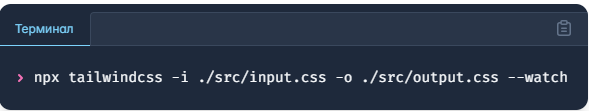 Терминал
> npx tailwindcss -i ./src/input.css -o ./src/output.css --watch